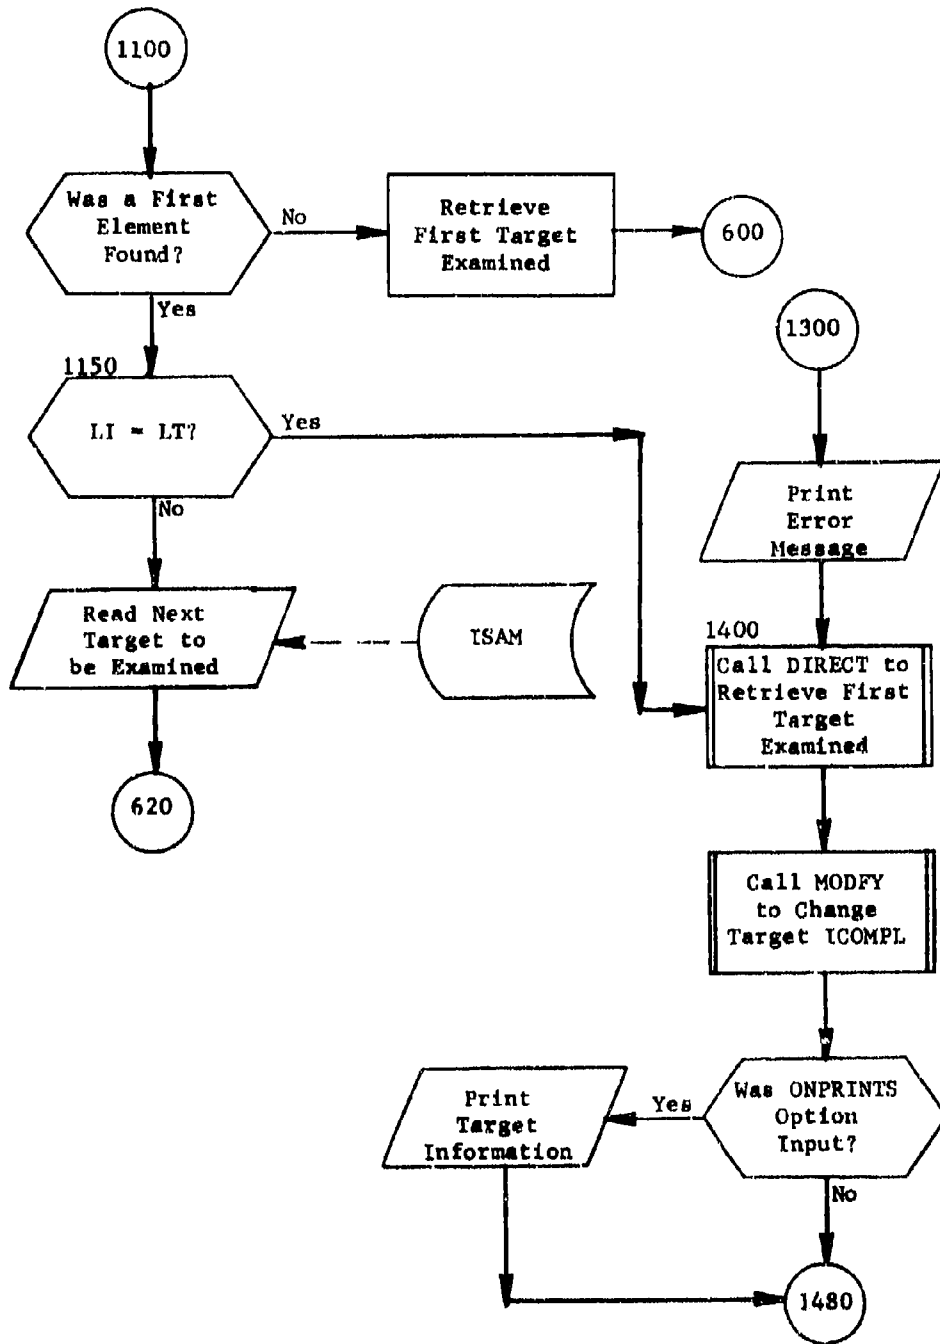 1100
Was a First
Element
Found?
No
Retrieve
First Target
Examined
600
Yes
1300
1150
LI = LT?
Yes
No
Print
Error
Message
Read Next
Target to
be Examined
ISAM
1400
Call DIRECT to
Retrieve First
Target
Examined
620
Call MODFY
to Change
Target ICOMPL
Was ONPRINTS
Option
Input?
Yes
Print
Target
Information
No
1480